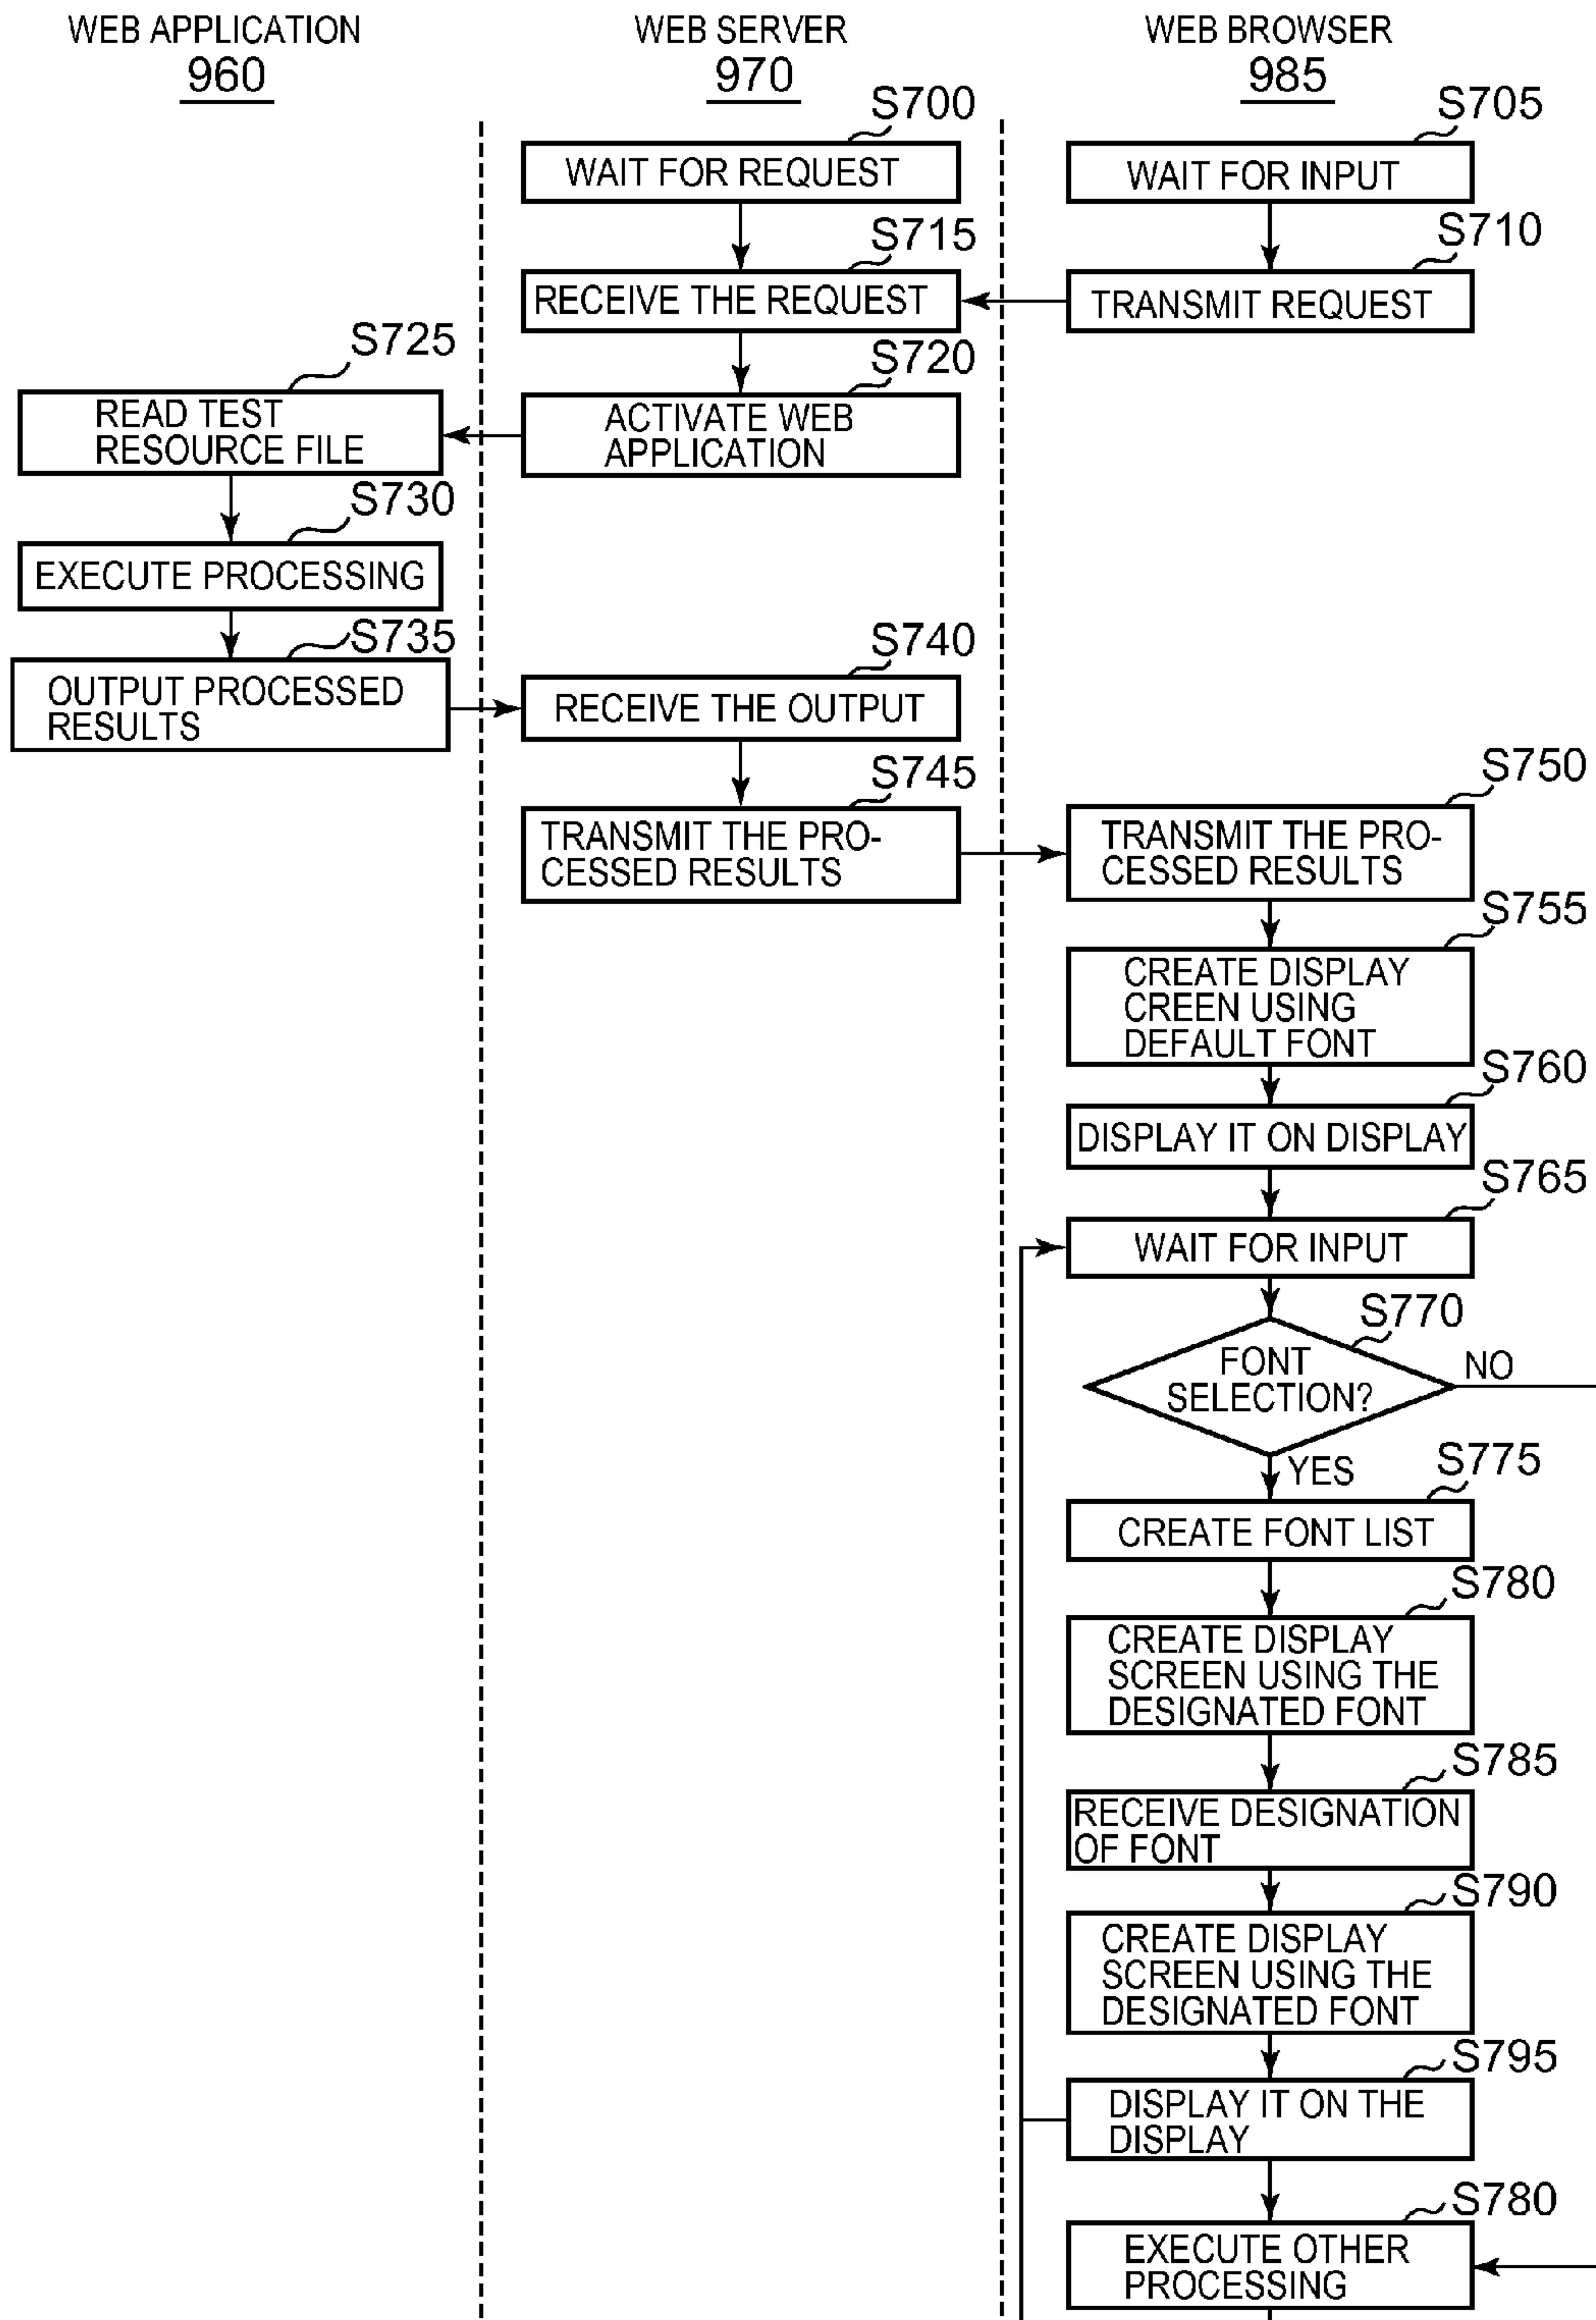 WEB APPLICATION
960
WEB SERVER
970
WEB BROWSER
985
S700
WAIT FOR REQUEST
S705
WAIT FOR INPUT
S710
TRANSMIT REQUEST
S715
RECEIVE THE REQUEST
S720
ACTIVATE WEB
APPLICATION
S725
READ TEST
RESOURCE FILE
S730
EXECUTE PROCESSING
S735
OUTPUT PROCESSED
RESULTS
S740
RECEIVE THE OUTPUT
S745
TRANSMIT THE PRO-
CESSED RESULTS
S750
TRANSMIT THE PRO-
CESSED RESULTS
S755
CREATE DISPLAY
CREEN USING
DEFAULT FONT
S760
DISPLAY IT ON DISPLAY
S765
WAIT FOR INPUT
S770
FONT
SELECTION?
NO
YES
S775
CREATE FONT LIST
S780
CREATE DISPLAY
SCREEN USING THE
DESIGNATED FONT
S785
RECEIVE DESIGNATION
OF FONT
S790
CREATE DISPLAY
SCREEN USING THE
DESIGNATED FONT
S795
DISPLAY IT ON THE
DISPLAY
S780
EXECUTE OTHER
PROCESSING